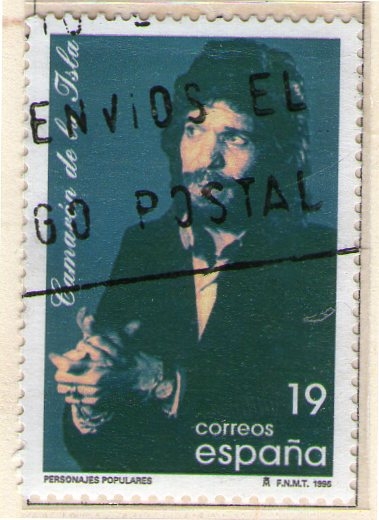 ENVIOS EL
GO POSTAL
Camarón de la Isla
19
correos
españa
PERSONAJES POPULARES
F.N.M.T. 1996